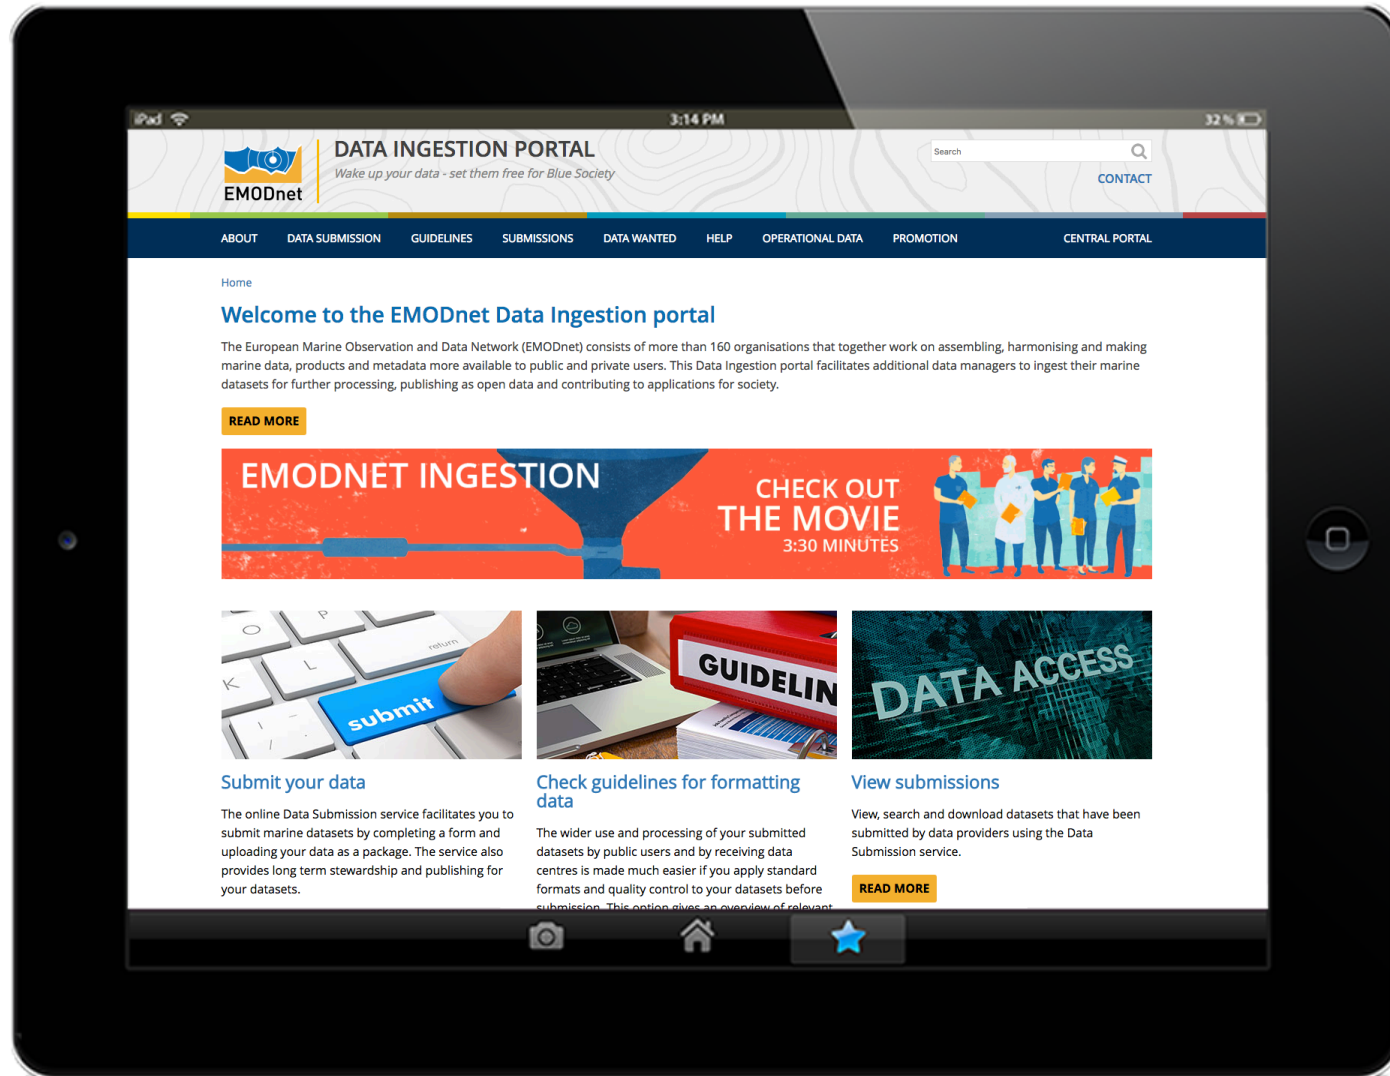 iPad 3:14 PM 32 %
EMODnet
DATA INGESTION PORTAL
Wake up your data - set them free for Blue Society
Search
CONTACT
ABOUT DATA SUBMISSION GUIDELINES SUBMISSIONS DATA WANTED HELP OPERATIONAL DATA PROMOTION CENTRAL PORTAL
Home
Welcome to the EMODnet Data Ingestion portal
The European Marine Observation and Data Network (EMODnet) consists of more than 160 organisations that together work on assembling, harmonising and making
marine data, products and metadata more available to public and private users. This Data Ingestion portal facilitates additional data managers to ingest their marine
datasets for further processing, publishing as open data and contributing to applications for society.
READ MORE
EMODNET INGESTION
CHECK OUT
THE MOVIE
3:30 MINUTES
O P
return
K L
submit
GUIDELIN
DATA ACCESS
Submit your data
The online Data Submission service facilitates you to
submit marine datasets by completing a form and
uploading your data as a package. The service also
provides long term stewardship and publishing for
your datasets.
Check guidelines for formatting
data
The wider use and processing of your submitted
datasets by public users and by receiving data
centres is made much easier if you apply standard
formats and quality control to your datasets before
submission. This option gives an overview of relevant
View submissions
View, search and download datasets that have been
submitted by data providers using the Data
Submission service.
READ MORE